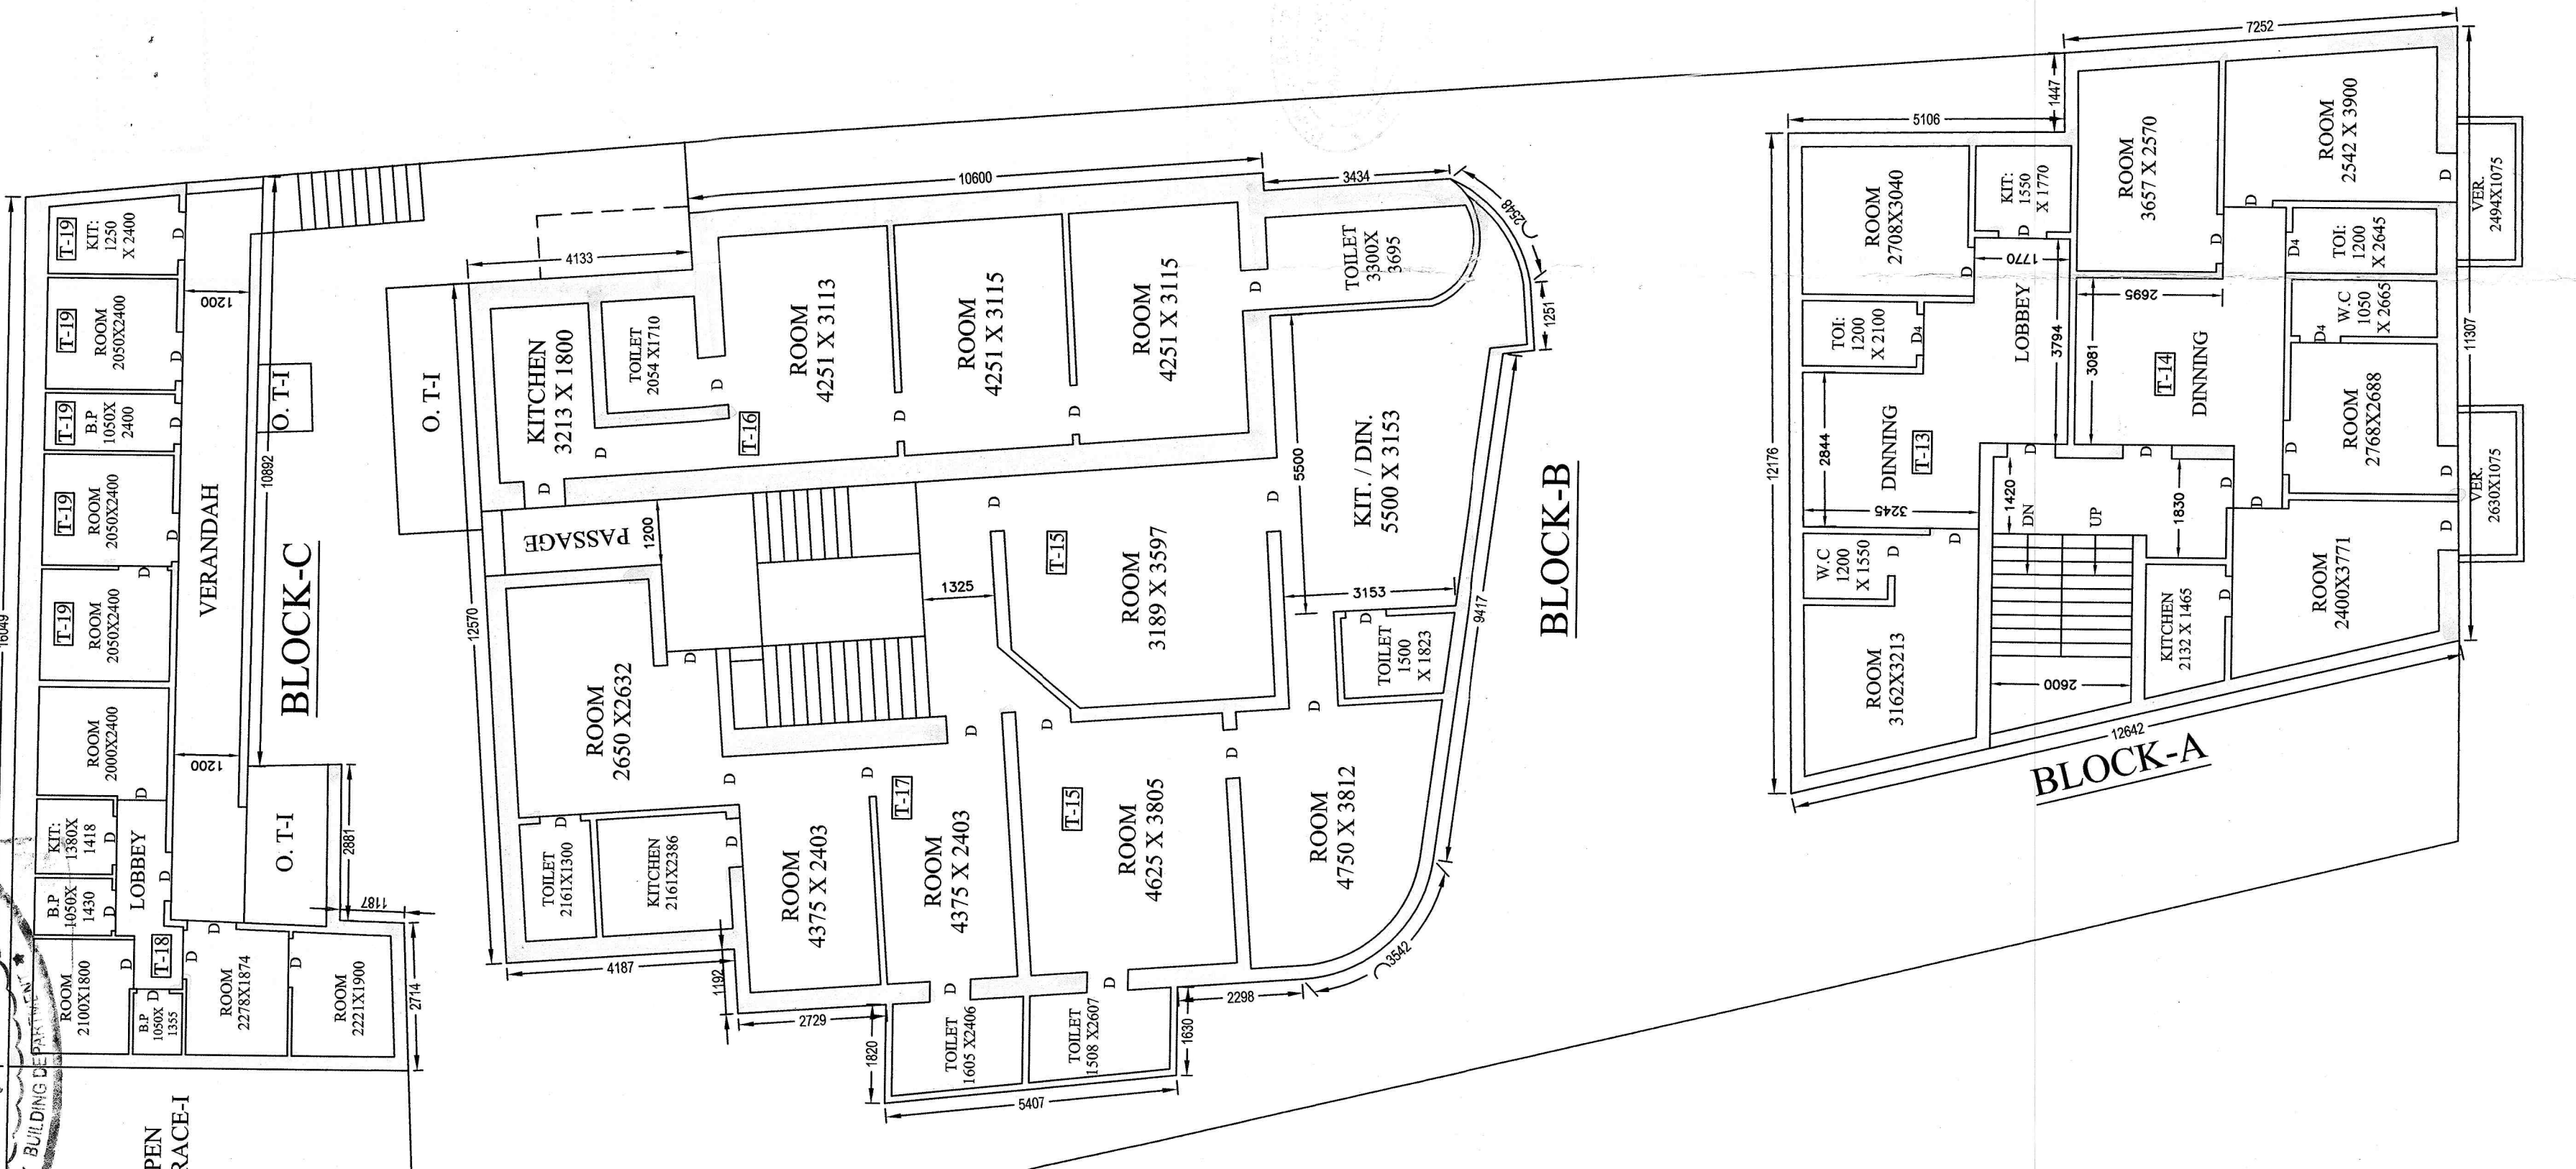 T-19
KIT:
1250
X 2400
D
T-19
ROOM
2050X2400
D
T-19
B.P
1050X
2400
D
T-19
ROOM
2050X2400
D
T-19
ROOM
2050X2400
D
ROOM
2000X2400
D
KIT:
1380X
1418
D
B.P
1050X
1430
D
LOBBEY
D
ROOM
2100X1800
D
T-18
B.P
1050X
1355
D
ROOM
2278X1874
D
D
ROOM
2221X1900
D
16049
1200
VERANDAH
1200
10892
O. T-I
BLOCK-C
O. T-I
2881
1187
2714
BUILDING DEPARTMENT
PEN
RACE-I
O. T-I
4133
10600
3434
2548
1251
KITCHEN
3213 X 1800
D
D
TOILET
2054 X1710
D
T-16
ROOM
4251 X 3113
D
ROOM
4251 X 3115
D
ROOM
4251 X 3115
D
TOILET
3300X
3695
PASSAGE
1200
12570
D
1325
T-15
ROOM
3189 X 3597
D
5500
KIT. / DIN.
5500 X 3153
3153
9417
D
TOILET
1500
X 1823
D
BLOCK-B
ROOM
2650 X2632
D
D
TOILET
2161X1300
D
KITCHEN
2161X2386
D
ROOM
4375 X 2403
D
T-17
ROOM
4375 X 2403
D
D
T-15
ROOM
4625 X 3805
D
ROOM
4750 X 3812
4187
1192
2729
1820
TOILET
1605 X2406
D
TOILET
1508 X2607
D
5407
1630
2298
3542
7252
1447
5106
12176
ROOM
2708X3040
D
KIT:
1550
X 1770
D
1770
TOI:
1200
X 2100
D4
LOBBEY
3794
2844
DINNING
T-13
3245
W.C
1200
X 1550
D
D
ROOM
3162X3213
ROOM
3657 X 2570
D
2695
3081
T-14
DINNING
D
D
1420
DN
UP
1830
D
2600
KITCHEN
2132 X 1465
D
ROOM
2542 X 3900
D
D
TOI:
1200
X 2645
D4
W.C
1050
X 2665
D4
ROOM
2768X2688
D
D
D
ROOM
2400X3771
D
VER.
2494X1075
11307
VER.
2630X1075
12642
BLOCK-A